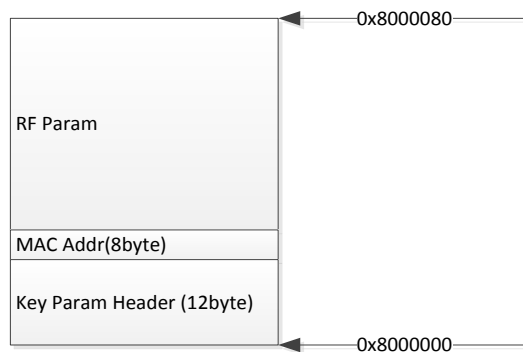 0x8000080
RF Param
MAC Addr(8byte)
Key Param Header (12byte)
0x8000000